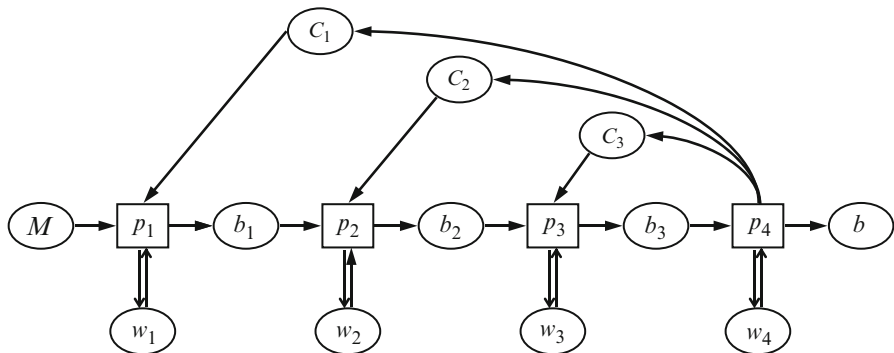 C₁
C₂
C₃
M p₁ b₁ p₂ b₂ p₃ b₃ p₄ b
w₁ w₂ w₃ w₄